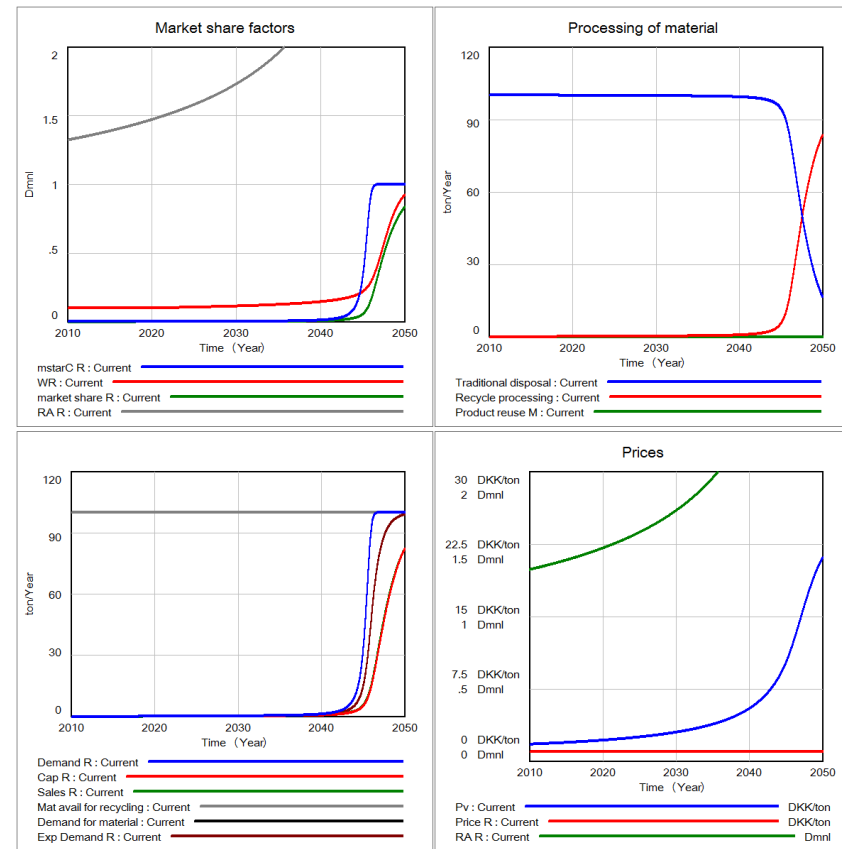 Market share factors
2
1.5
1
.5
0
Dmnl
2010 2020 2030 2040 2050
Time (Year)
mstarC R : Current
WR : Current
market share R : Current
RA R : Current
Processing of material
120
90
60
30
0
ton/Year
2010 2020 2030 2040 2050
Time (Year)
Traditional disposal : Current
Recycle processing : Current
Product reuse M : Current
120
90
60
30
0
ton/Year
2010 2020 2030 2040 2050
Time (Year)
Demand R : Current
Cap R : Current
Sales R : Current
Mat avail for recycling : Current
Demand for material : Current
Exp Demand R : Current
Prices
30 DKK/ton
2 Dmnl
22.5 DKK/ton
1.5 Dmnl
15 DKK/ton
1 Dmnl
7.5 DKK/ton
.5 Dmnl
0 DKK/ton
0 Dmnl
2010 2020 2030 2040 2050
Time (Year)
Pv : Current DKK/ton
Price R : Current DKK/ton
RA R : Current Dmnl